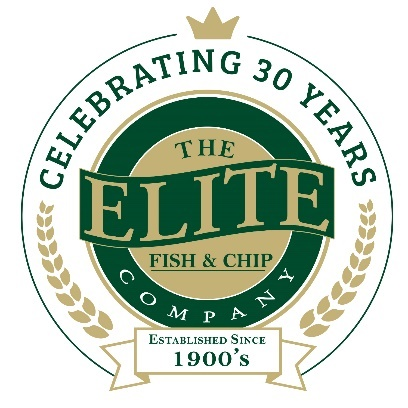 CELEBRATING 30 YEARS
THE
ELITE
FISH & CHIP
COMPANY
ESTABLISHED SINCE
1900's